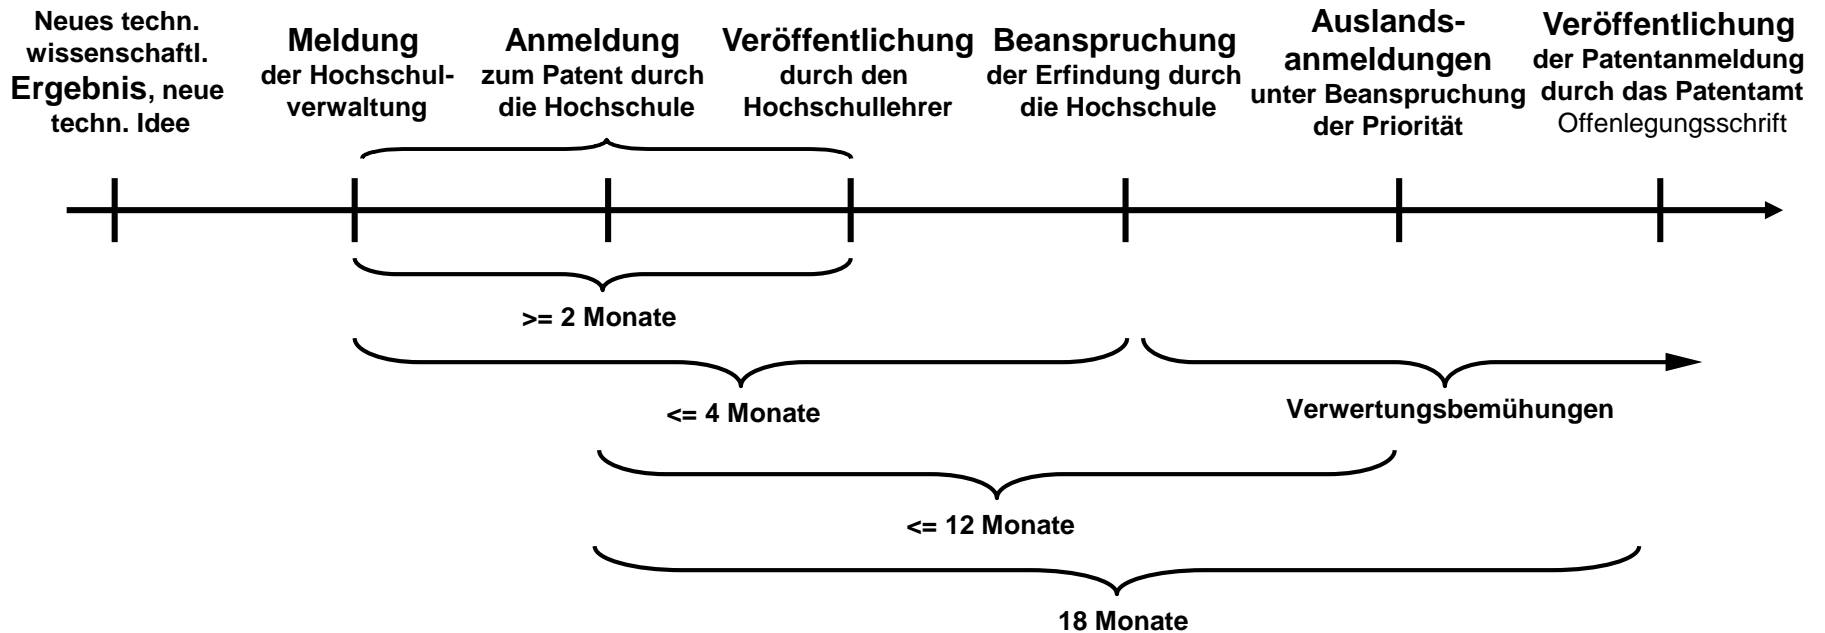 Neues techn.
wissenschaftl.
Ergebnis, neue
techn. Idee
Meldung
der Hochschul-
verwaltung
Anmeldung
zum Patent durch
die Hochschule
Veröffentlichung
durch den
Hochschullehrer
Beanspruchung
der Erfindung durch
die Hochschule
Auslands-
anmeldungen
unter Beanspruchung
der Priorität
Veröffentlichung
der Patentanmeldung
durch das Patentamt
Offenlegungsschrift
>= 2 Monate
<= 4 Monate
Verwertungsbemühungen
<= 12 Monate
18 Monate